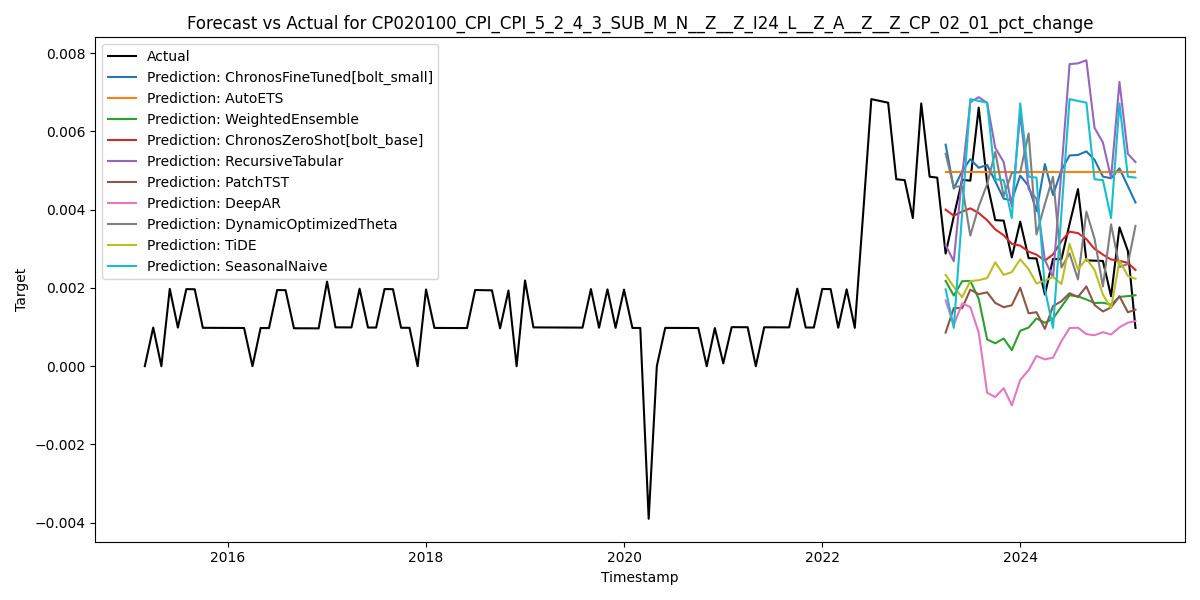 Forecast vs Actual for CP020100_CPI_CPI_5_2_4_3_SUB_M_N__Z__Z_I24_L__Z_A__Z__Z_CP_02_01_pct_change
Actual
Prediction: ChronosFineTuned[bolt_small]
Prediction: AutoETS
Prediction: WeightedEnsemble
Prediction: ChronosZeroShot[bolt_base]
Prediction: RecursiveTabular
Prediction: PatchTST
Prediction: DeepAR
Prediction: DynamicOptimizedTheta
Prediction: TiDE
Prediction: SeasonalNaive
0.008
0.006
0.004
0.002
0.000
−0.002
−0.004
Target
2016
2018
2020
2022
2024
Timestamp